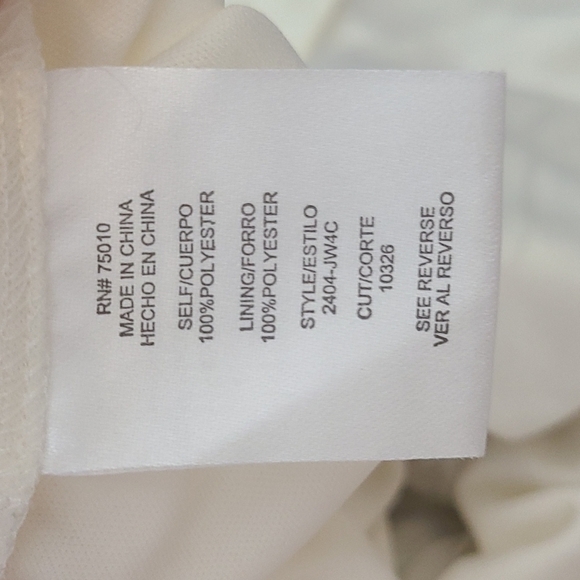 RN# 75010
MADE IN CHINA
HECHO EN CHINA
SELF/CUERPO
100%POLYESTER
LINING/FORRO
100%POLYESTER
STYLE/ESTILO
2404-JW4C
CUT/CORTE
10326
SEE REVERSE
VER AL REVERSO